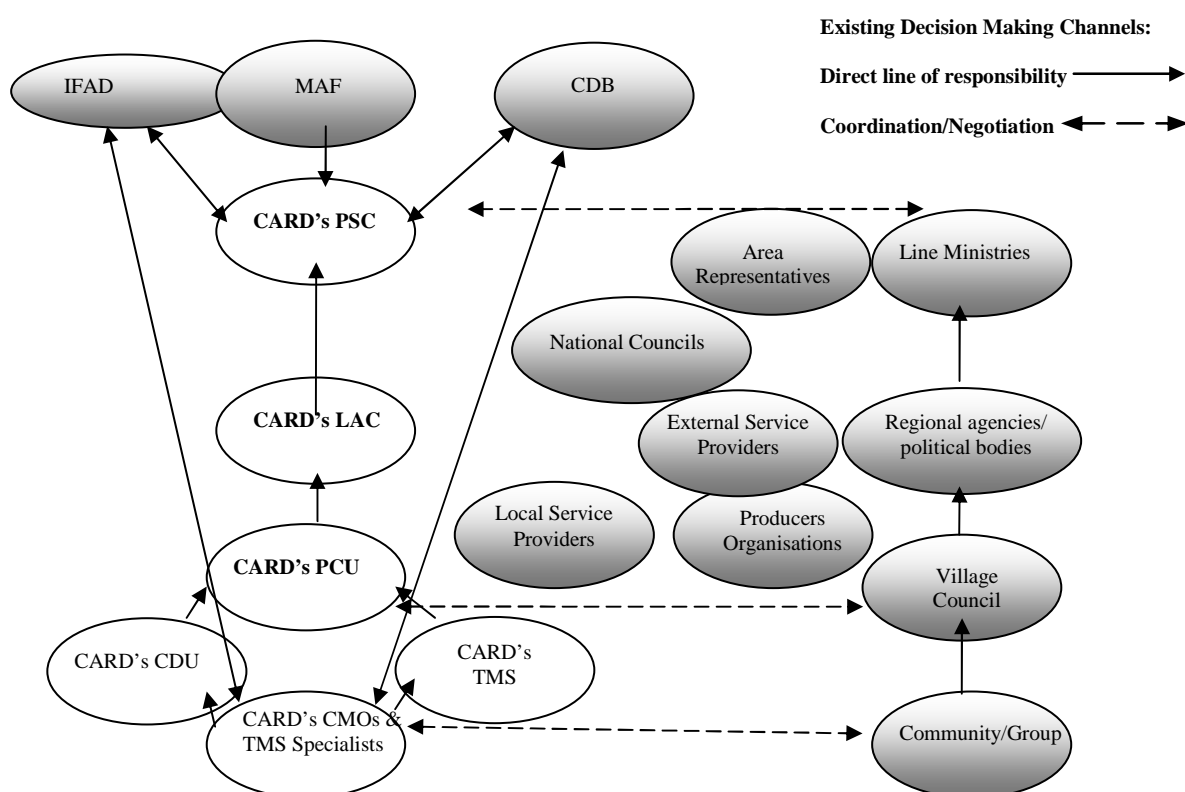 Existing Decision Making Channels:
Direct line of responsibility
Coordination/Negotiation
IFAD
MAF
CDB
CARD's PSC
Area
Representatives
Line Ministries
National Councils
CARD's LAC
External Service
Providers
Regional agencies/
political bodies
Local Service
Providers
Producers
Organisations
CARD's PCU
Village
Council
CARD's CDU
CARD's
TMS
CARD's CMOs &
TMS Specialists
Community/Group